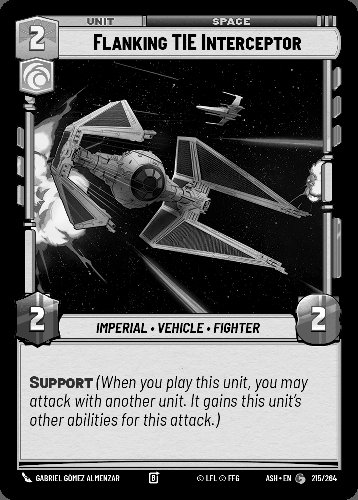 UNIT SPACE
2 FLANKING TIE INTERCEPTOR
2 IMPERIAL • VEHICLE • FIGHTER 2
SUPPORT (When you play this unit, you may
attack with another unit. It gains this unit's
other abilities for this attack.)
GABRIEL GÓMEZ ALMENZAR © LFL © FFG ASH • EN C 215/264